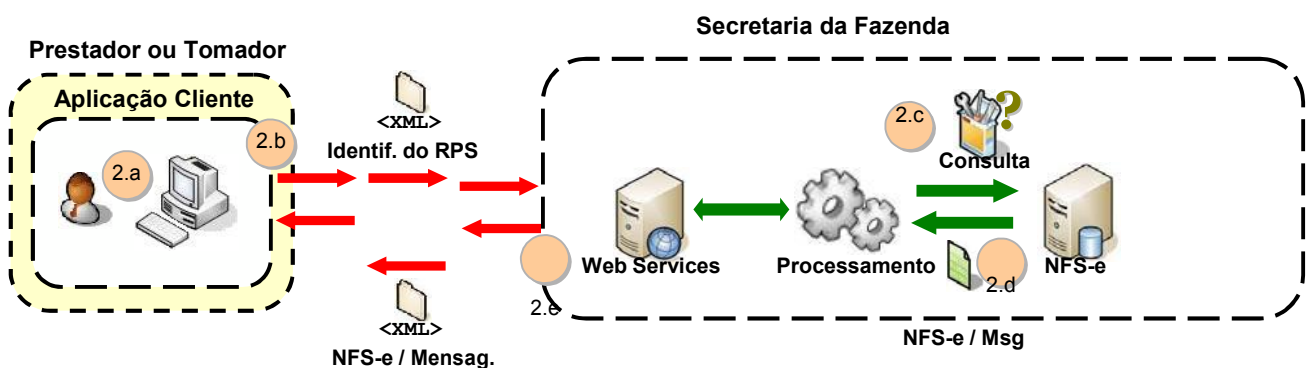 Secretaria da Fazenda
Prestador ou Tomador
Aplicação Cliente
2.a
2.b
<XML>
Identif. do RPS
2.c
Consulta
Web Services
Processamento
NFS-e
2.d
2.e
<XML>
NFS-e / Mensag.
NFS-e / Msg